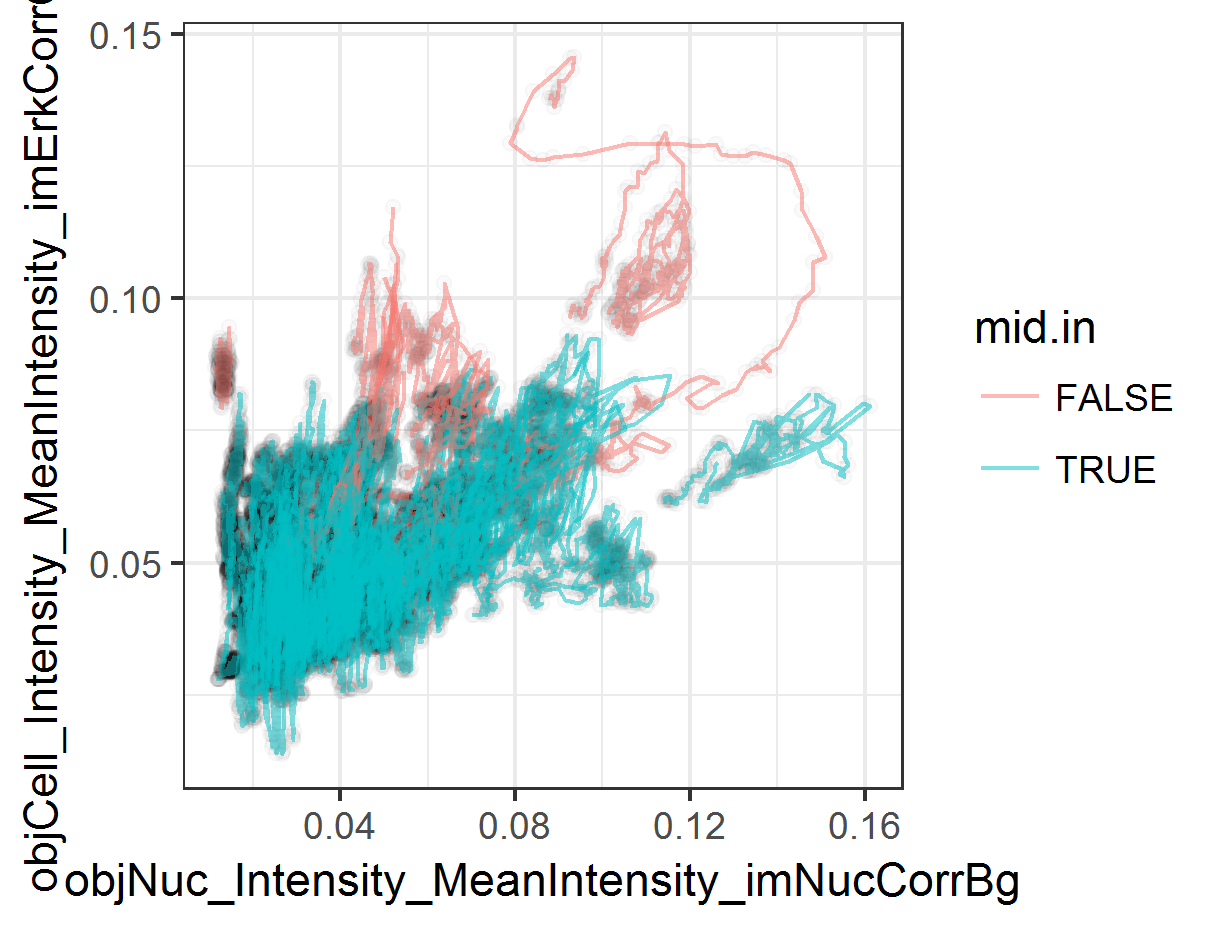 objCell_Intensity_MeanIntensity_imErkCorr
0.15
0.10
0.05
0.04
0.08
0.12
0.16
objNuc_Intensity_MeanIntensity_imNucCorrBg
mid.in
FALSE
TRUE